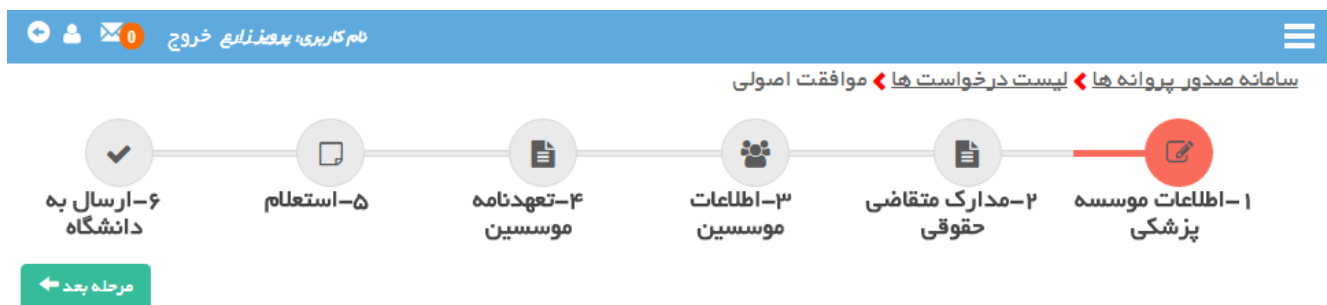 نام کاربری: پرویز زارع خروج 0
سامانه صدور پروانه ها لیست درخواست ها موافقت اصولی
۱-اطلاعات موسسه پزشکی
۲-مدارک متقاضی حقوقی
۳-اطلاعات موسسین
۴-تعهدنامه موسسین
۵-استعلام
۶-ارسال به دانشگاه
مرحله بعد